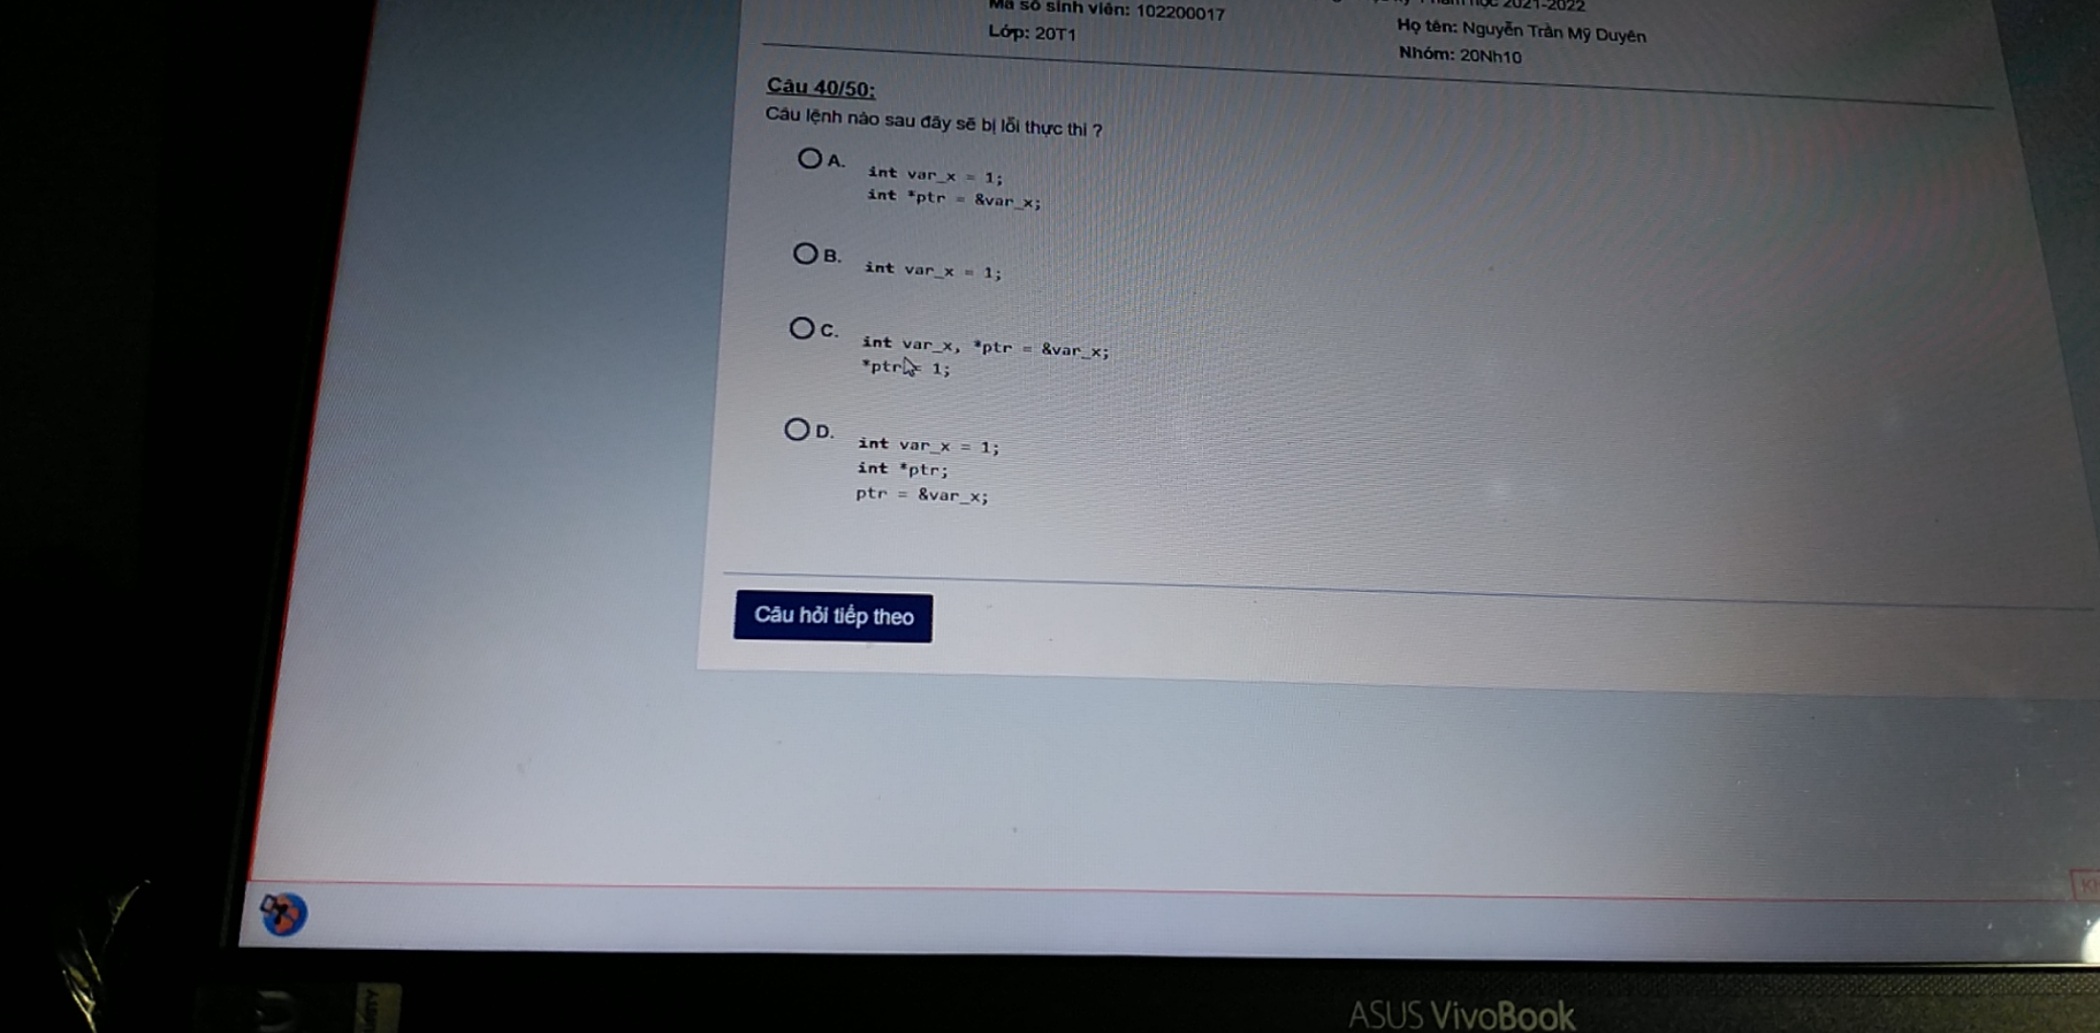 Mã số sinh viên: 102200017
học 2021-2022
Lớp: 20T1
Họ tên: Nguyễn Trần Mỹ Duyên
Nhóm: 20Nh10
Câu 40/50:
Câu lệnh nào sau đây sẽ bị lỗi thực thi ?
A.
int var_x = 1;
int *ptr = &var_x;
B.
int var_x = 1;
C.
int var_x, *ptr = &var_x;
*ptr = 1;
D.
int var_x = 1;
int *ptr;
ptr = &var_x;
Câu hỏi tiếp theo
ASUS VivoBook